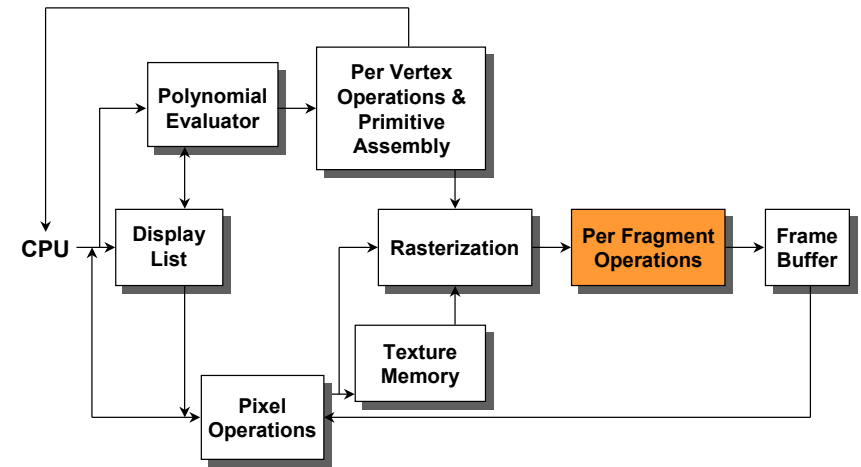 Per Vertex
Operations &
Primitive
Assembly
Polynomial
Evaluator
CPU
Display
List
Rasterization
Per Fragment
Operations
Frame
Buffer
Texture
Memory
Pixel
Operations